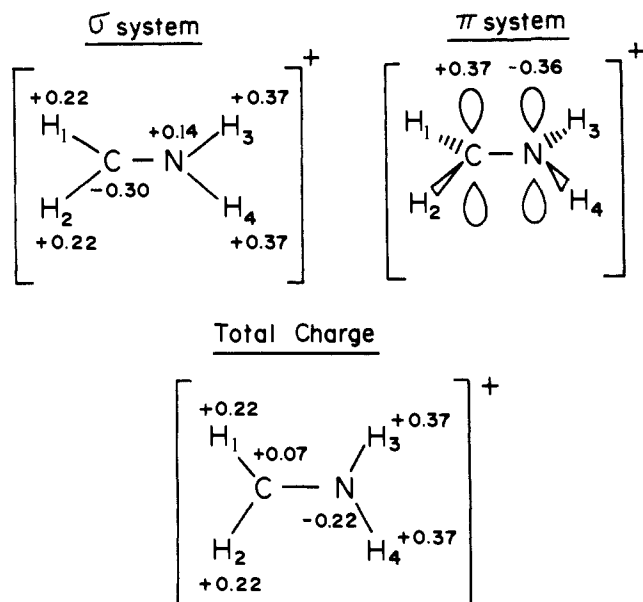 σ system
π system
+
+
+0.37 -0.36
+0.22
+0.37
H₁
+0.14
H₃
H₁
H₃
C — N
C — N
-0.30
H₂
H₄
H₂
H₄
+0.22
+0.37
Total Charge
+
+0.22
+0.37
H₁
H₃
+0.07
C — N
-0.22
H₂
H₄
+0.37
+0.22